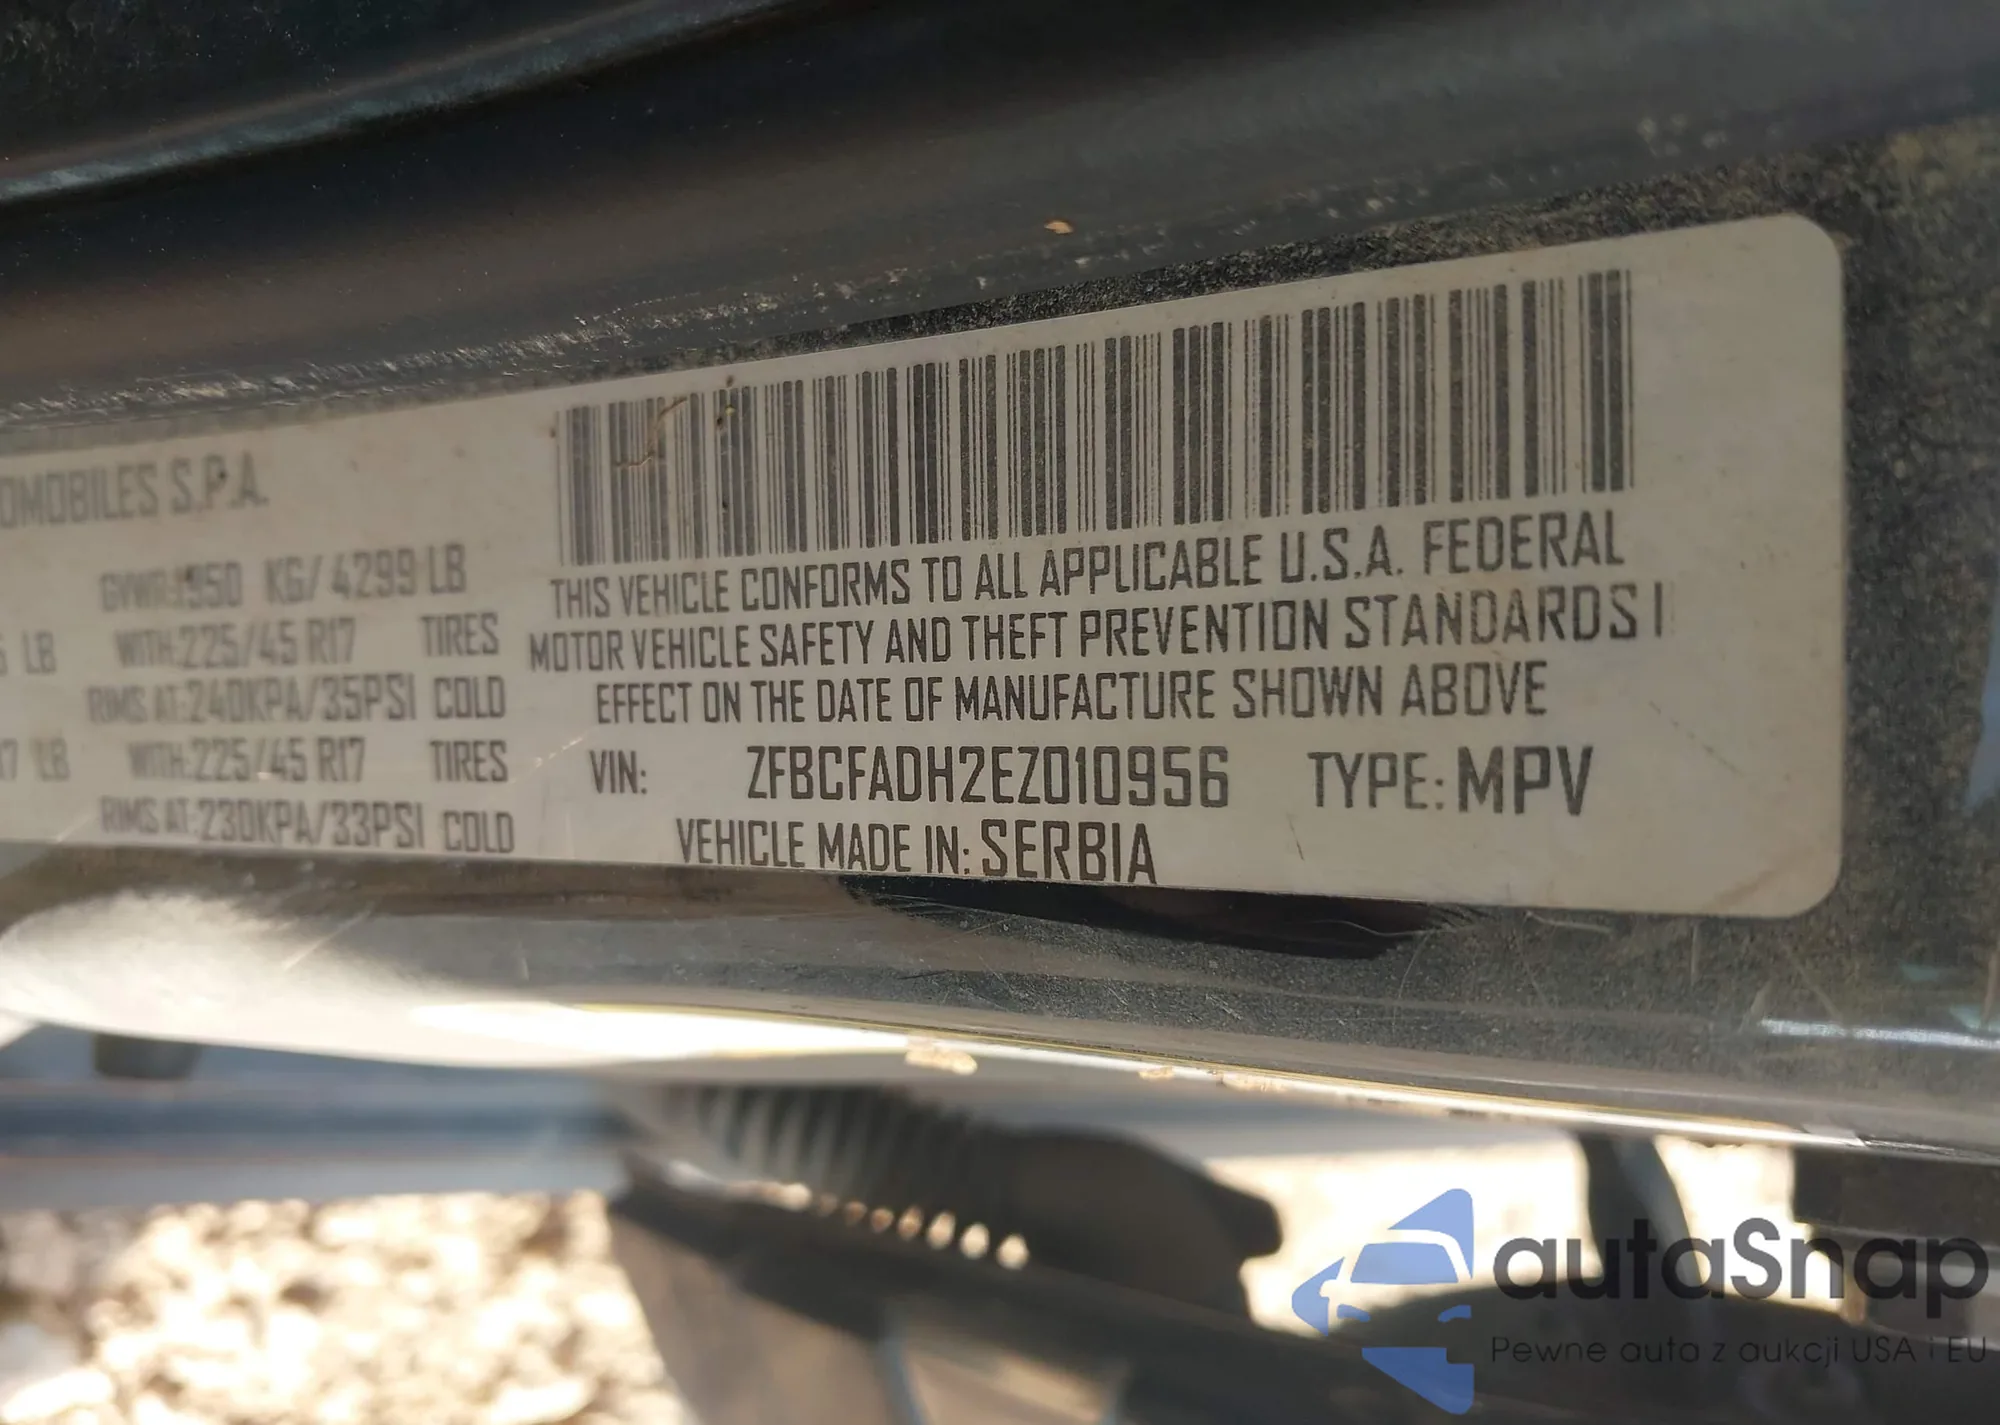 OMOBILES S.P.A.
GVWR:1950 KG/ 4299 LB
LB WITH:225/45 R17 TIRES
RIMS AT:240KPA/35PSI COLD
LB WITH:225/45 R17 TIRES
RIMS AT:230KPA/33PSI COLD
THIS VEHICLE CONFORMS TO ALL APPLICABLE U.S.A. FEDERAL
MOTOR VEHICLE SAFETY AND THEFT PREVENTION STANDARDS I
EFFECT ON THE DATE OF MANUFACTURE SHOWN ABOVE
VIN: ZFBCFADH2EZ010956 TYPE: MPV
VEHICLE MADE IN: SERBIA
autaSnap
Pewne auta z aukcji USA i EU